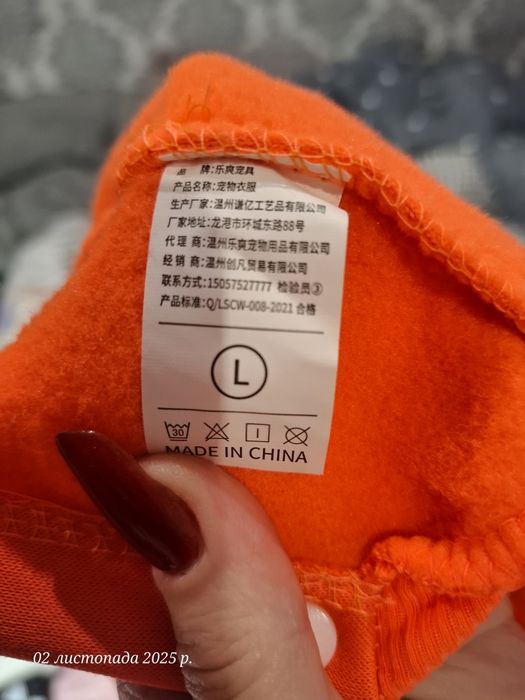 品 牌:乐爽宠具
产品名称:宠物衣服
生产厂家:温州谦亿工艺品有限公司
厂家地址:龙港市环城东路88号
代 理 商:温州乐爽宠物用品有限公司
经 销 商:温州创凡贸易有限公司
联系方式:15057527777 检验员③
产品标准:Q/LSCW-008-2021 合格
L
30
MADE IN CHINA
02 листопада 2025 р.